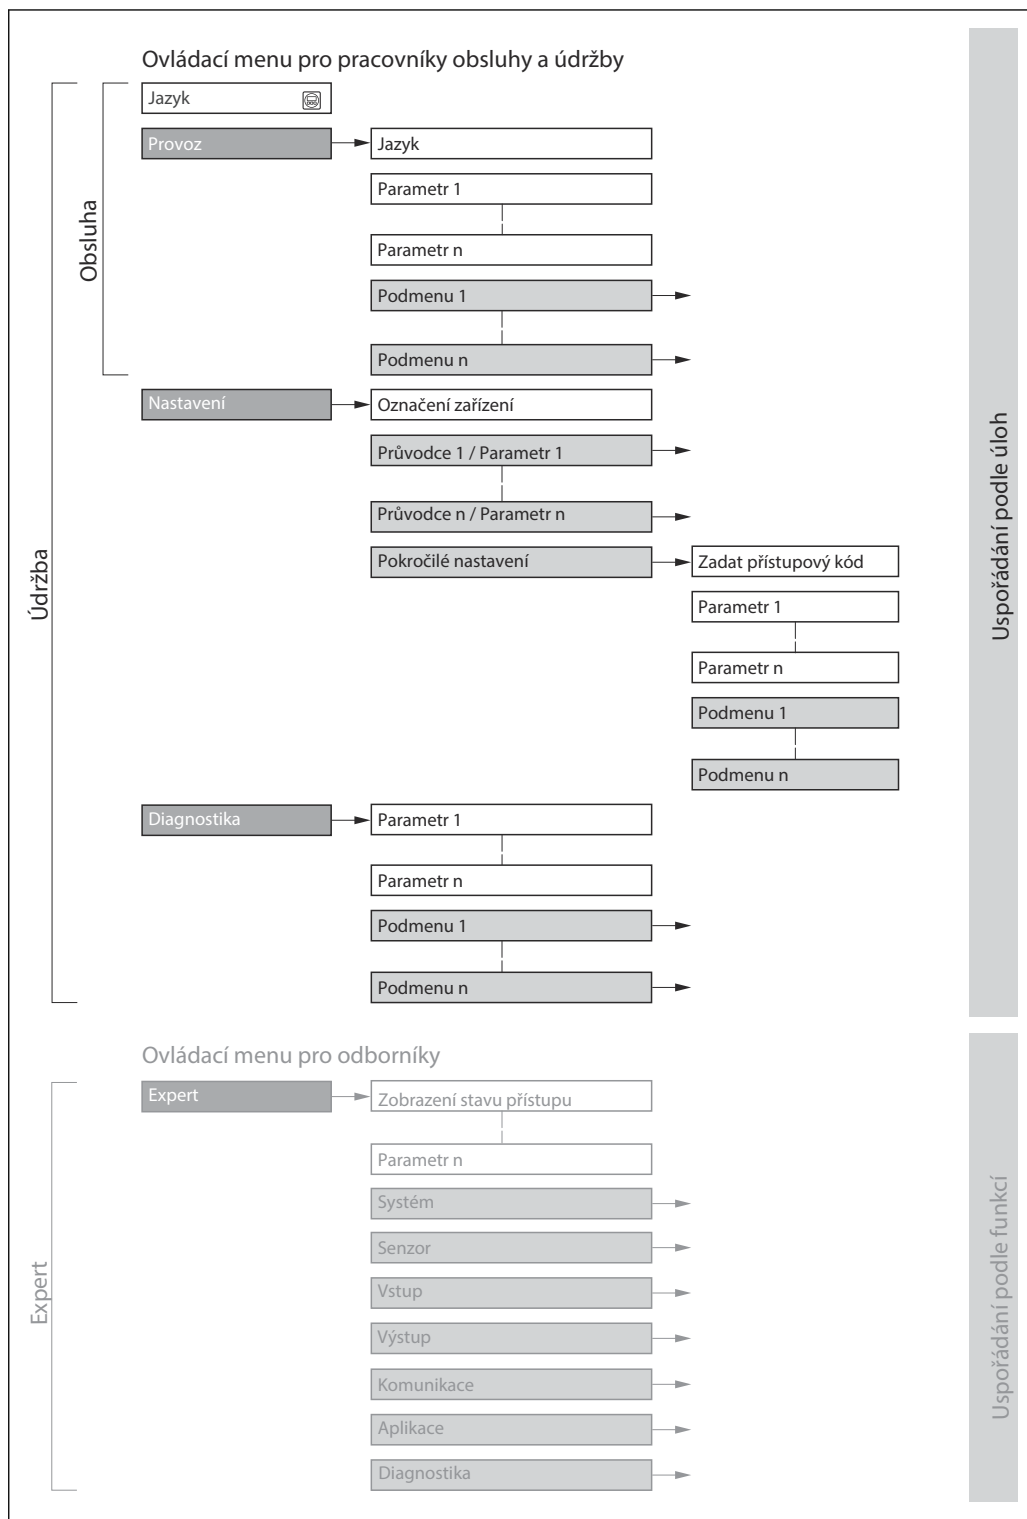 Ovládací menu pro pracovníky obsluhy a údržby
Jazyk
Provoz
Jazyk
Parametr 1
Parametr n
Podmenu 1
Podmenu n
Obsluha
Nastavení
Označení zařízení
Průvodce 1 / Parametr 1
Průvodce n / Parametr n
Pokročilé nastavení
Zadat přístupový kód
Parametr 1
Parametr n
Podmenu 1
Podmenu n
Údržba
Diagnostika
Parametr 1
Parametr n
Podmenu 1
Podmenu n
Uspořádání podle úloh
Ovládací menu pro odborníky
Expert
Zobrazení stavu přístupu
Parametr n
Systém
Senzor
Vstup
Výstup
Komunikace
Aplikace
Diagnostika
Expert
Uspořádání podle funkcí